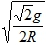 √(√2g / 2R)